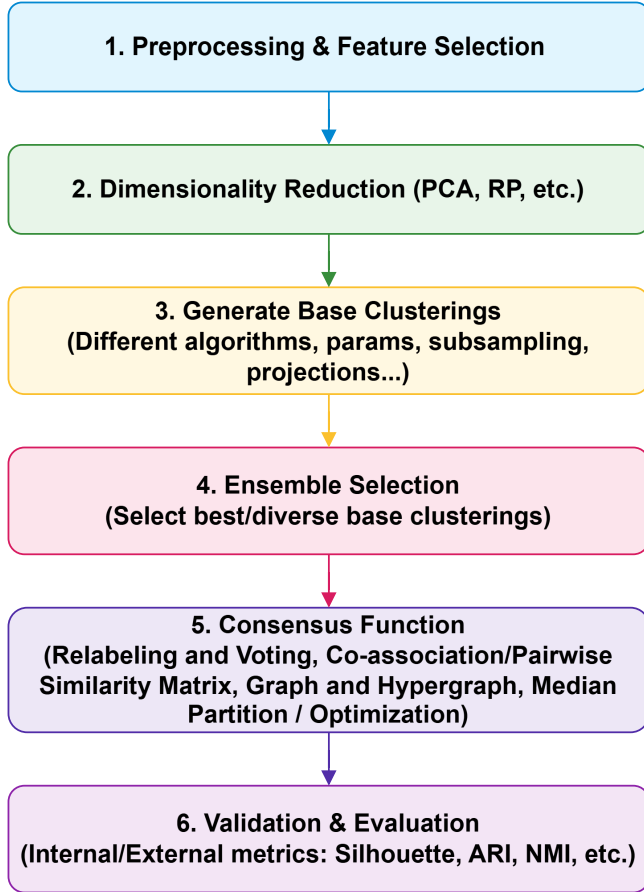 1. Preprocessing & Feature Selection
2. Dimensionality Reduction (PCA, RP, etc.)
3. Generate Base Clusterings
(Different algorithms, params, subsampling,
projections...)
4. Ensemble Selection
(Select best/diverse base clusterings)
5. Consensus Function
(Relabeling and Voting, Co-association/Pairwise
Similarity Matrix, Graph and Hypergraph, Median
Partition / Optimization)
6. Validation & Evaluation
(Internal/External metrics: Silhouette, ARI, NMI, etc.)